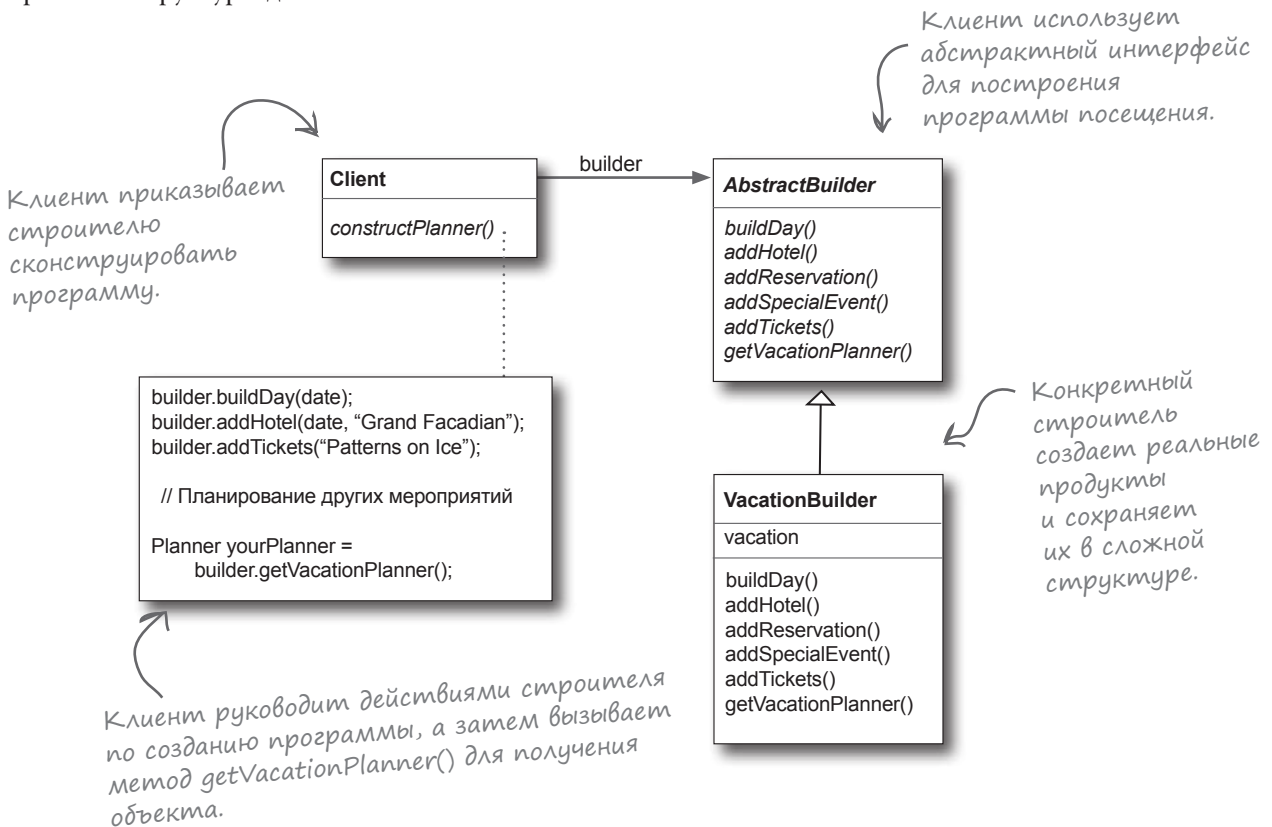 Клиент использует
абстрактный интерфейс
для построения
программы посещения.
Клиент приказывает
строителю
сконструировать
программу.
Client
constructPlanner()
builder
AbstractBuilder
buildDay()
addHotel()
addReservation()
addSpecialEvent()
addTickets()
getVacationPlanner()
builder.buildDay(date);
builder.addHotel(date, “Grand Facadian”);
builder.addTickets(“Patterns on Ice”);
// Планирование других мероприятий
Planner yourPlanner =
builder.getVacationPlanner();
Конкретный
строитель
создает реальные
продукты
и сохраняет
их в сложной
структуре.
VacationBuilder
vacation
buildDay()
addHotel()
addReservation()
addSpecialEvent()
addTickets()
getVacationPlanner()
Клиент руководит действиями строителя
по созданию программы, а затем вызывает
метод getVacationPlanner() для получения
объекта.